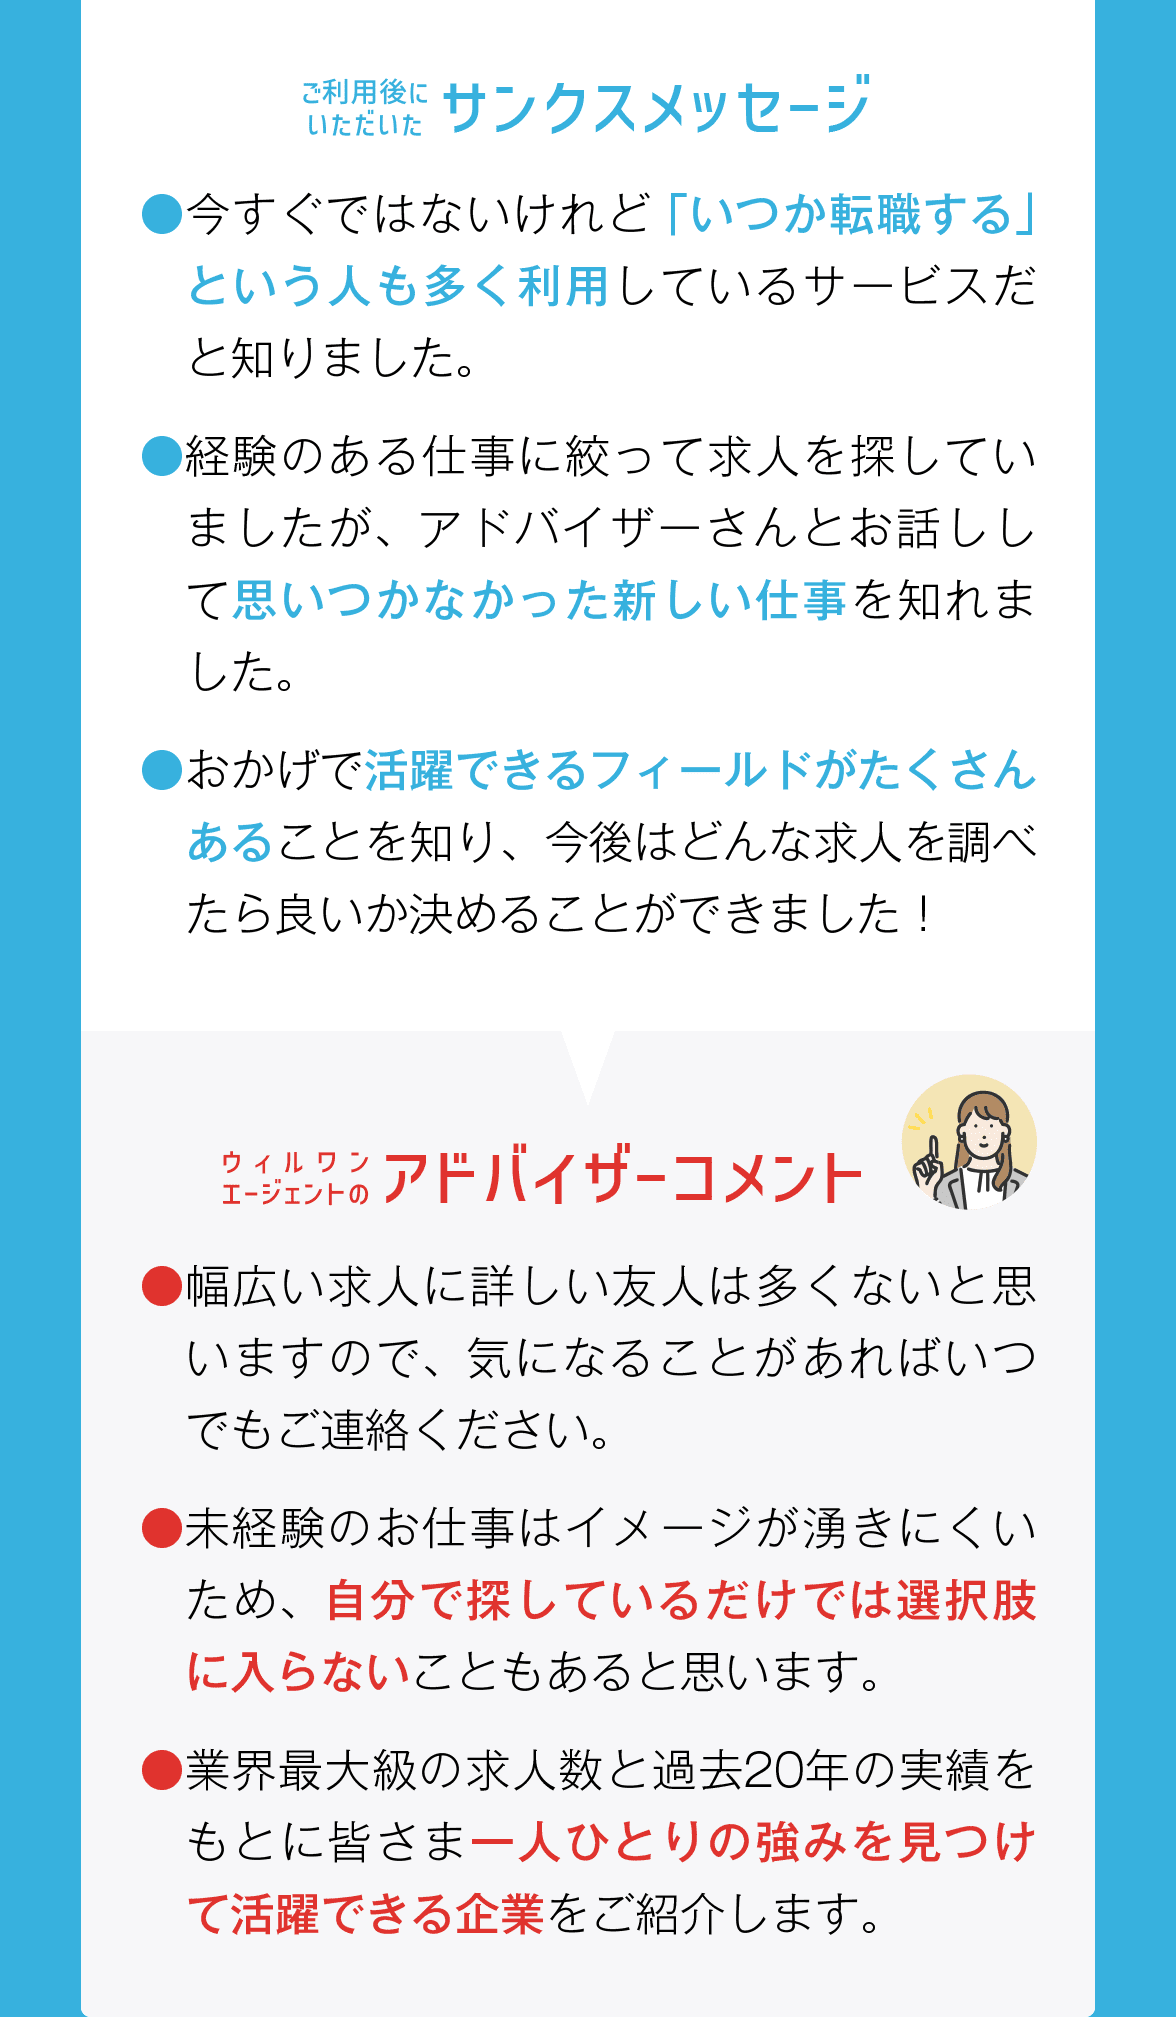 ご利用後に
いただいた サンクスメッセージ
●今すぐではないけれど「いつか転職する」
という人も多く利用しているサービスだ
と知りました。
●経験のある仕事に絞って求人を探してい
ましたが、アドバイザーさんとお話しし
て思いつかなかった新しい仕事を知れま
した。
●おかげで活躍できるフィールドがたくさん
あることを知り、今後はどんな求人を調べ
たら良いか決めることができました！
ウィルワン
エージェントの アドバイザーコメント
●幅広い求人に詳しい友人は多くないと思
いますので、気になることがあればいつ
でもご連絡ください。
●未経験のお仕事はイメージが湧きにくい
ため、自分で探しているだけでは選択肢
に入らないこともあると思います。
●業界最大級の求人数と過去20年の実績を
もとに皆さま一人ひとりの強みを見つけ
て活躍できる企業をご紹介します。